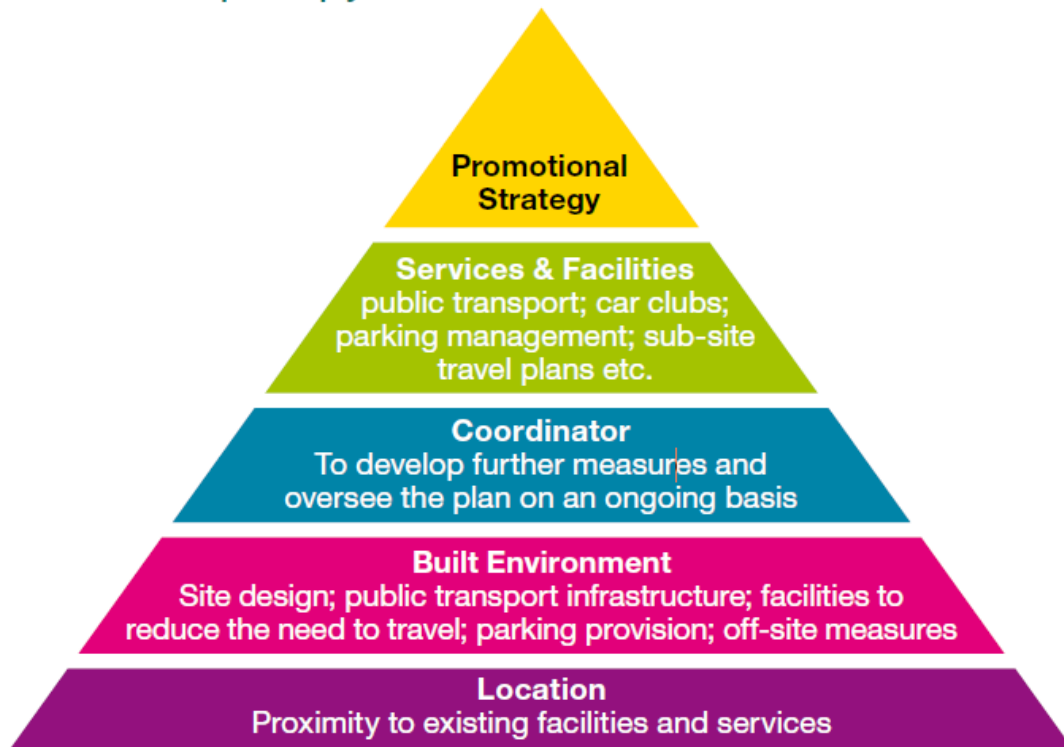 Promotional
Strategy
Services & Facilities
public transport; car clubs;
parking management; sub-site
travel plans etc.
Coordinator
To develop further measures and
oversee the plan on an ongoing basis
Built Environment
Site design; public transport infrastructure; facilities to
reduce the need to travel; parking provision; off-site measures
Location
Proximity to existing facilities and services